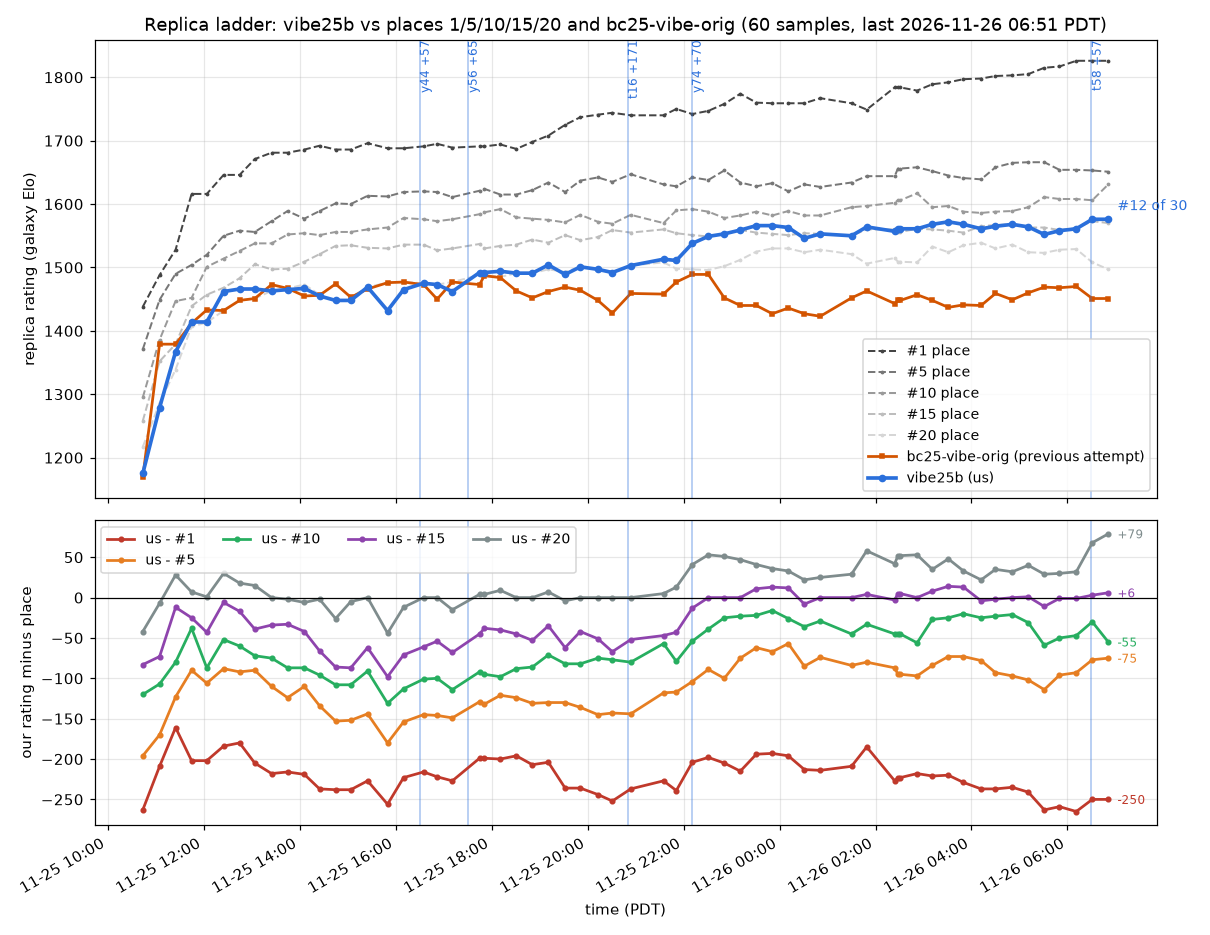 Replica ladder: vibe25b vs places 1/5/10/15/20 and bc25-vibe-orig (60 samples, last 2026-11-26 06:51 PDT)
y44 +57
y56 +65
t16 +171
y74 +70
t58 +57
1800
1700
1600
1500
1400
1300
1200
replica rating (galaxy Elo)
#12 of 30
#1 place
#5 place
#10 place
#15 place
#20 place
bc25-vibe-orig (previous attempt)
vibe25b (us)
us - #1
us - #5
us - #10
us - #15
us - #20
50
0
−50
−100
−150
−200
−250
our rating minus place
+79
+6
-55
-75
-250
11-25 10:00
11-25 12:00
11-25 14:00
11-25 16:00
11-25 18:00
11-25 20:00
11-25 22:00
11-26 00:00
11-26 02:00
11-26 04:00
11-26 06:00
time (PDT)